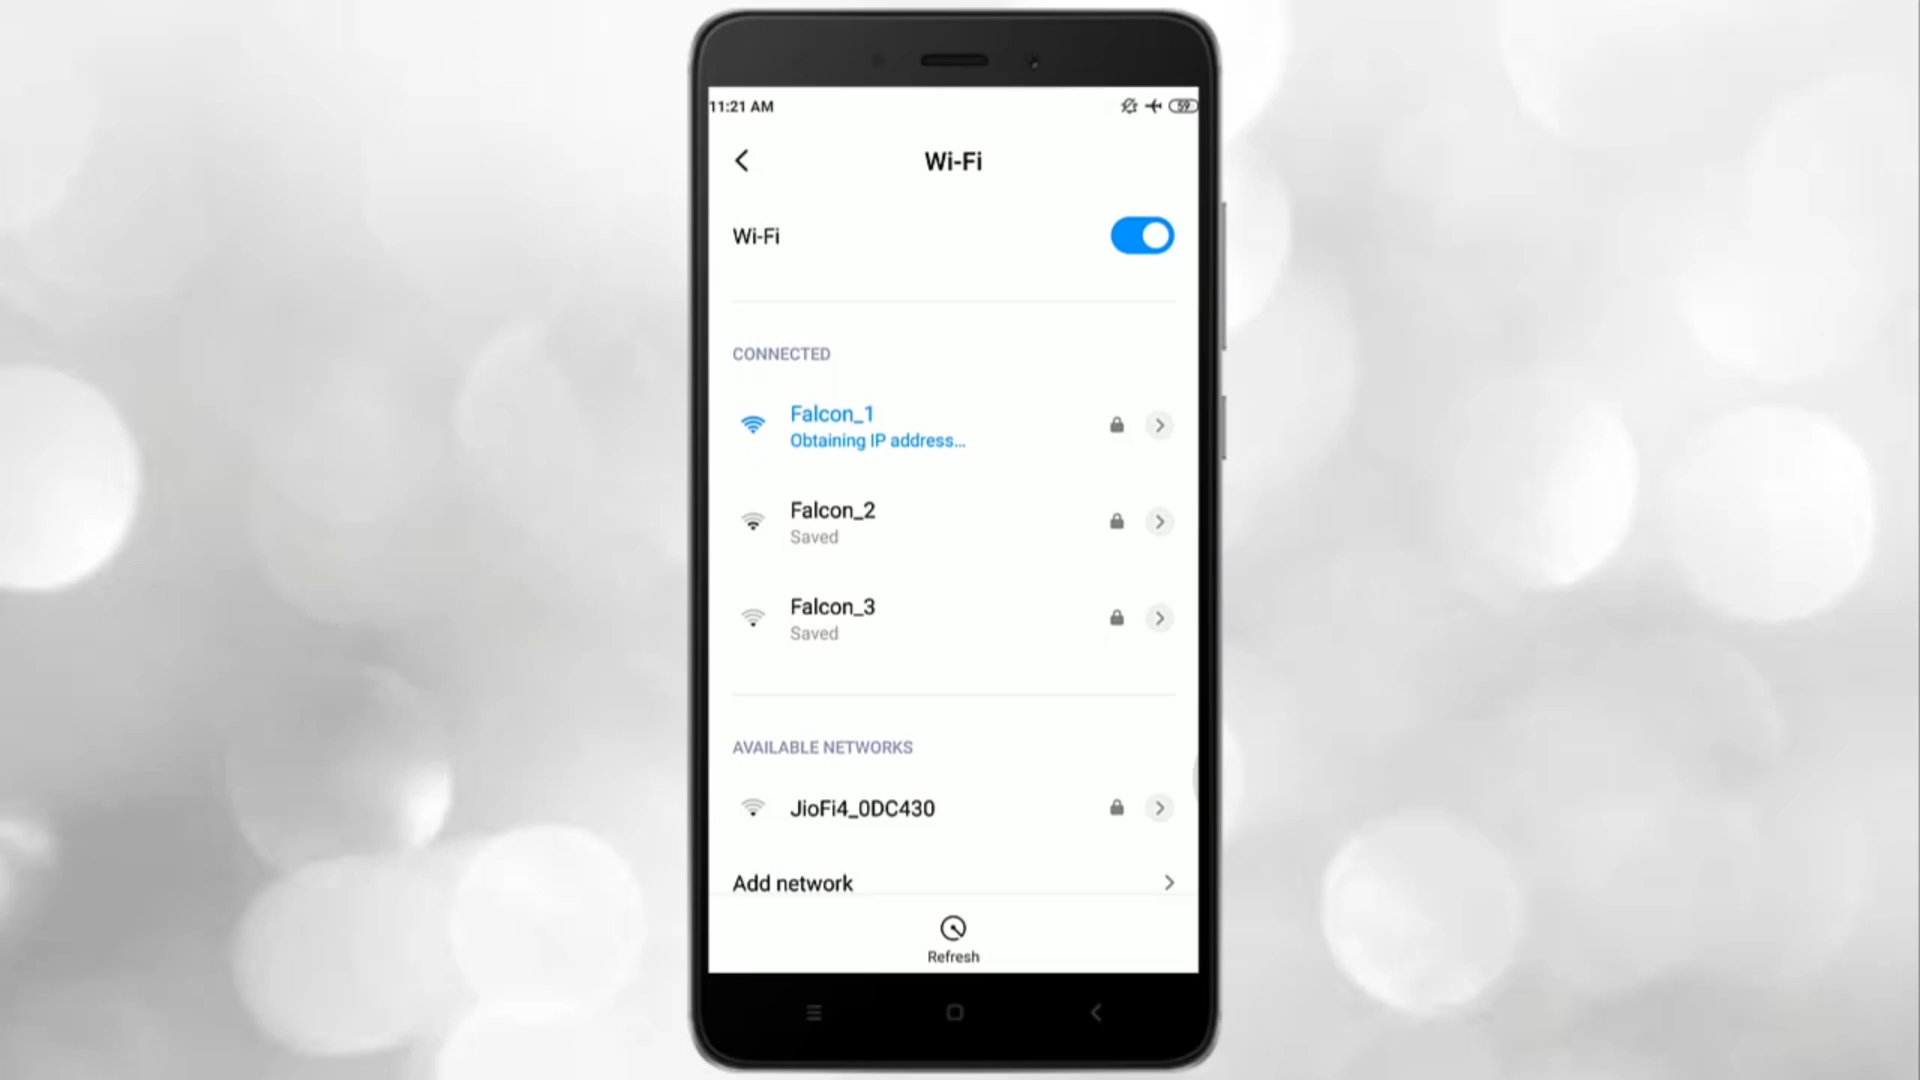 11:21 AM
59
Wi-Fi
Wi-Fi
CONNECTED
Falcon_1
Obtaining IP address...
Falcon_2
Saved
Falcon_3
Saved
AVAILABLE NETWORKS
JioFi4_0DC430
Add network
Refresh